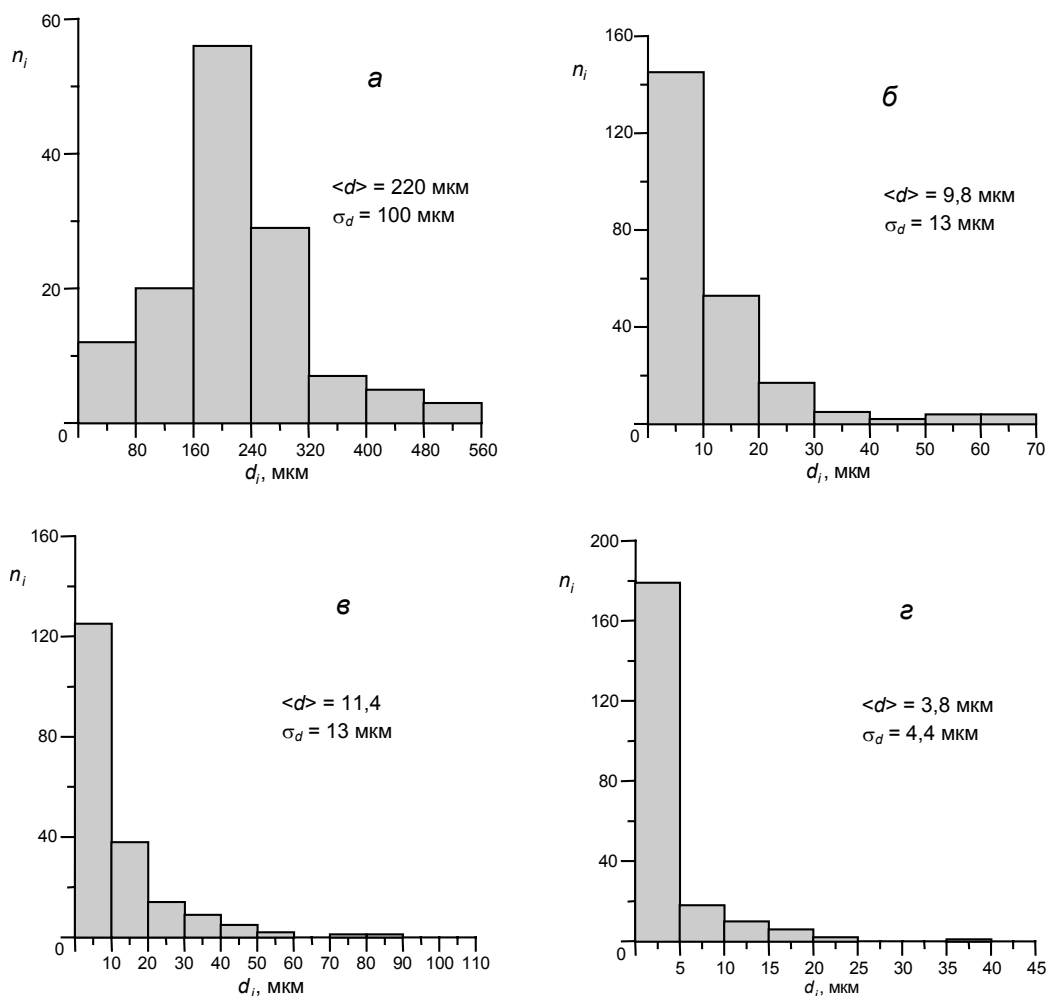 60
n_i
40
20
0
80 160 240 320 400 480 560
d_i, мкм
а
<d> = 220 мкм
σ_d = 100 мкм
160
n_i
120
80
40
0
10 20 30 40 50 60 70
d_i, мкм
б
<d> = 9,8 мкм
σ_d = 13 мкм
160
n_i
120
80
40
0
10 20 30 40 50 60 70 80 90 100 110
d_i, мкм
в
<d> = 11,4
σ_d = 13 мкм
200
n_i
160
120
80
40
0
5 10 15 20 25 30 35 40 45
d_i, мкм
г
<d> = 3,8 мкм
σ_d = 4,4 мкм